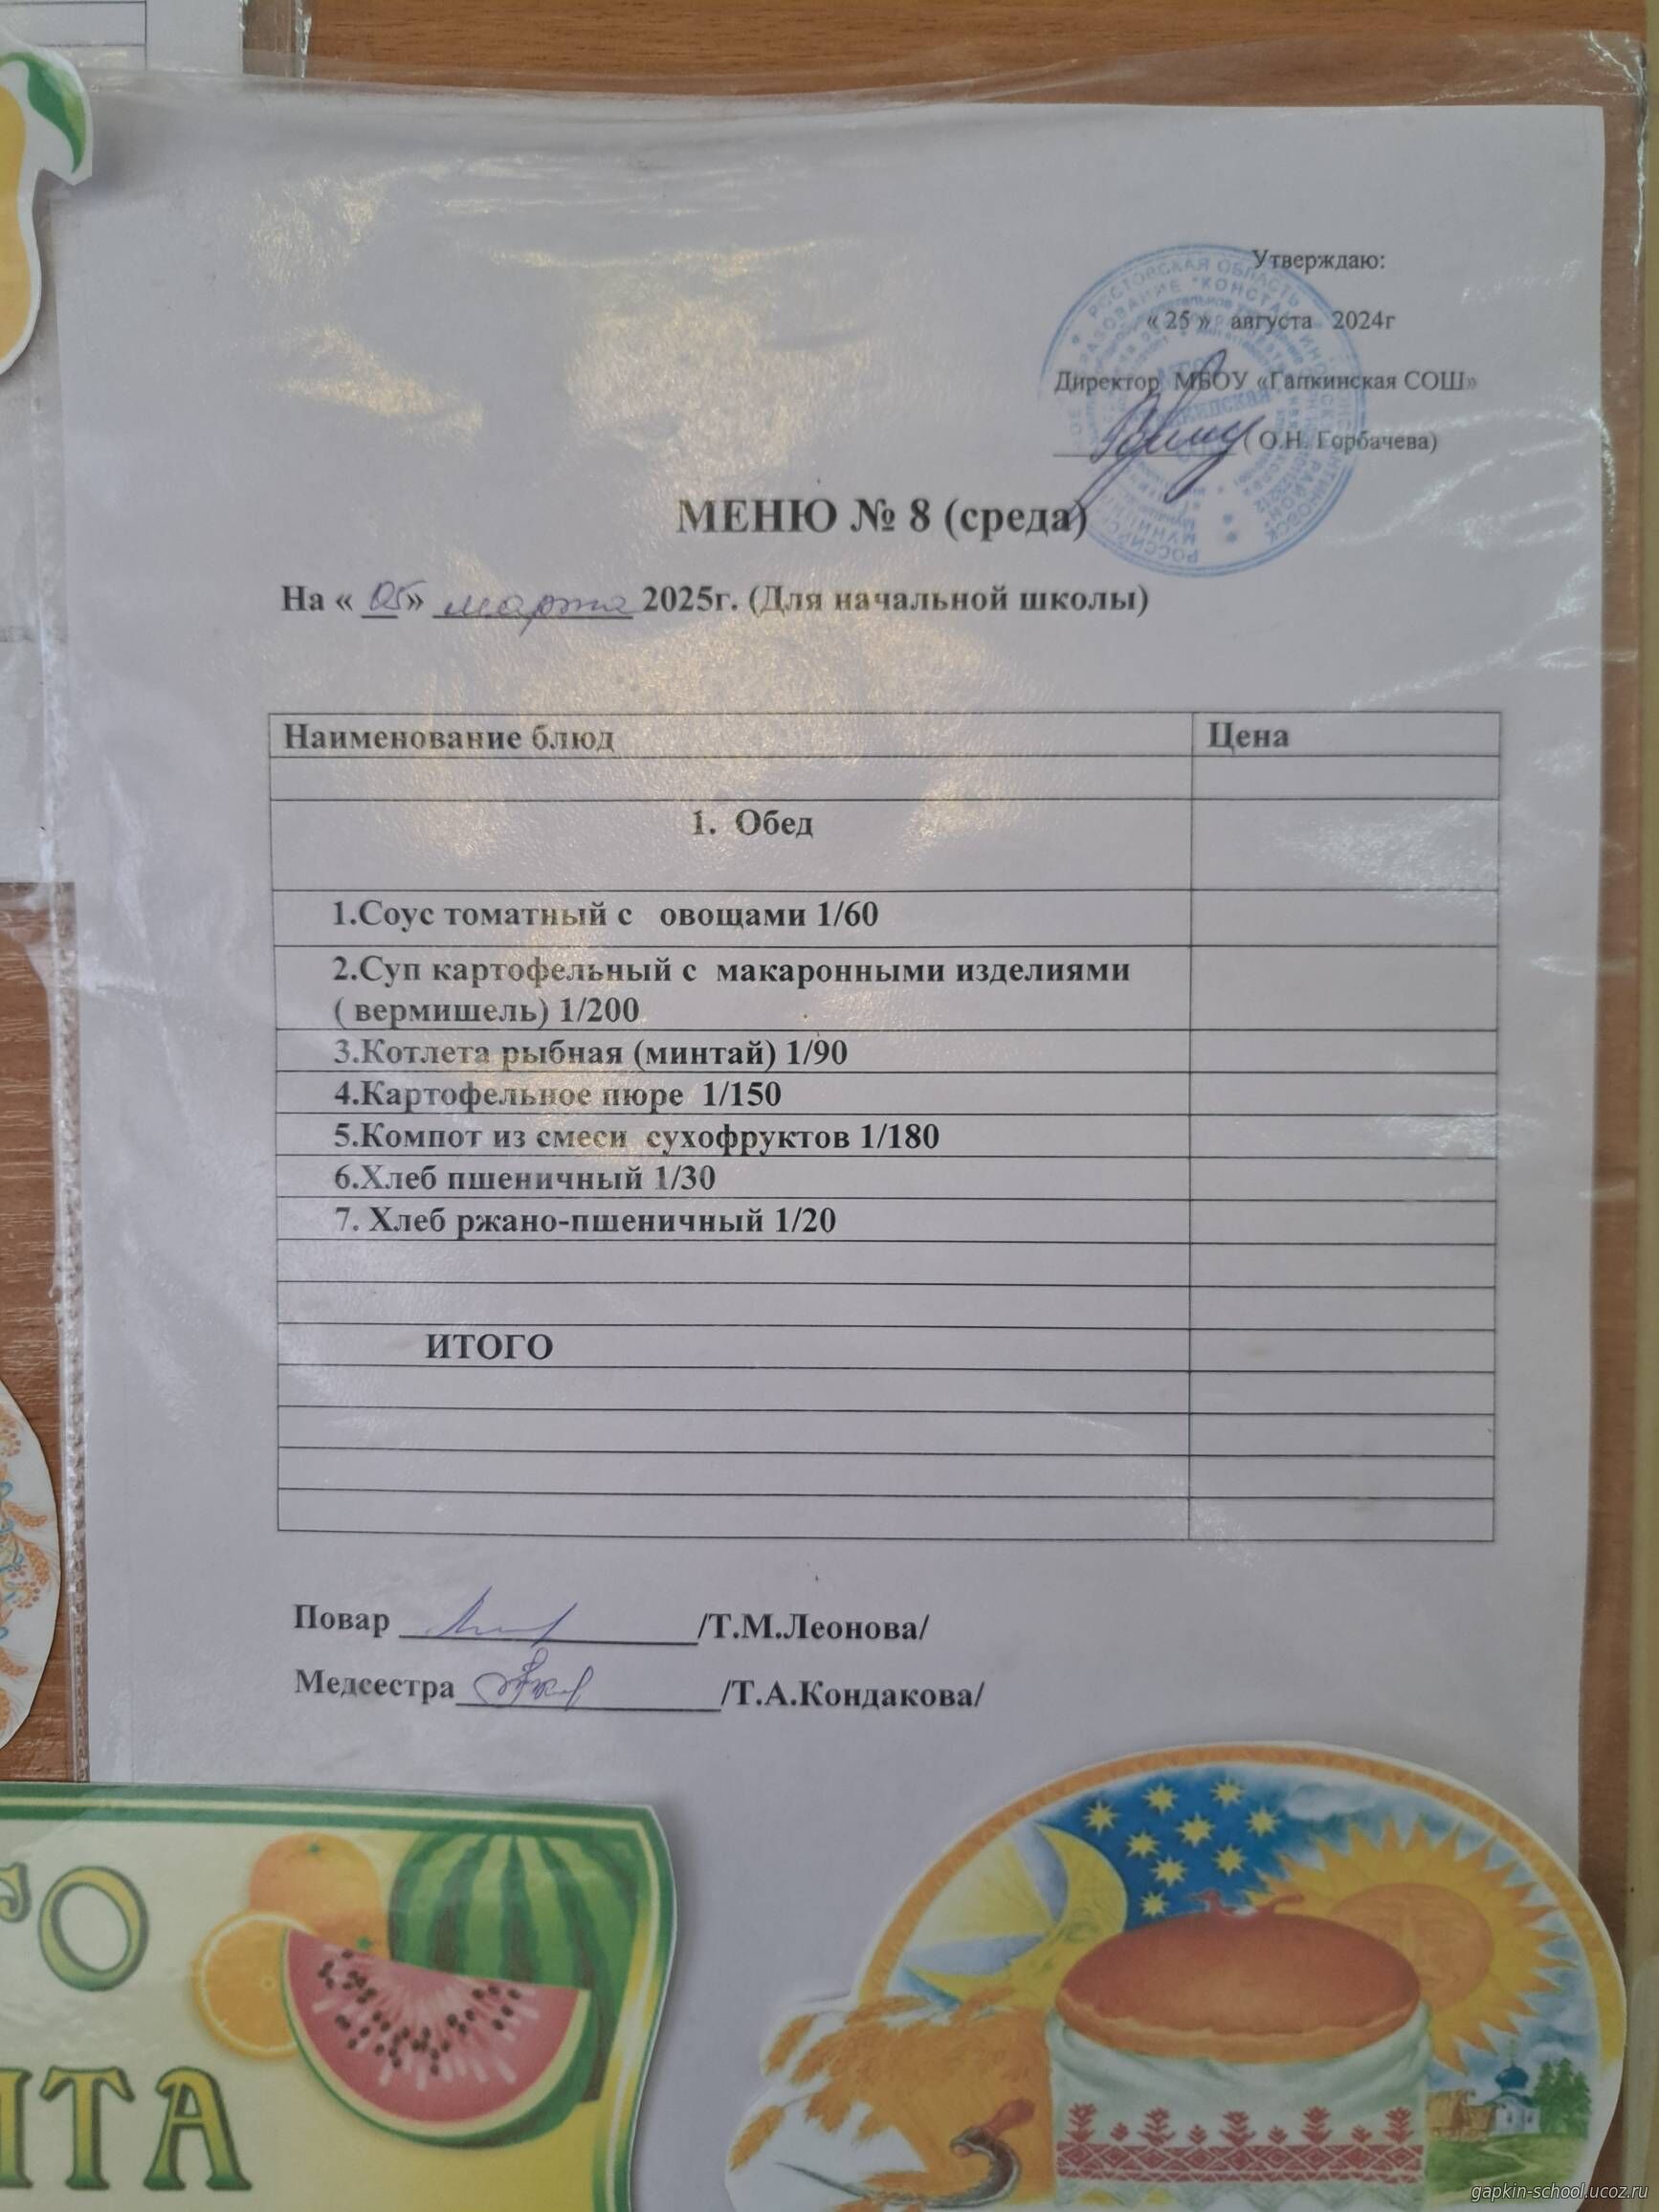 Утверждаю:
« 25 » августа 2024г
Директор МБОУ «Гапкинская СОШ»
( О.Н. Горбачева)
МЕНЮ № 8 (среда)
На « 05» марта 2025г. (Для начальной школы)
Наименование блюд Цена
1. Обед
1.Соус томатный с овощами 1/60
2.Суп картофельный с макаронными изделиями
( вермишель) 1/200
3.Котлета рыбная (минтай) 1/90
4.Картофельное пюре 1/150
5.Компот из смеси сухофруктов 1/180
6.Хлеб пшеничный 1/30
7. Хлеб ржано-пшеничный 1/20
ИТОГО
Повар /Т.М.Леонова/
Медсестра /Т.А.Кондакова/
ГО
ИТА
gapkin-school.ucoz.ru